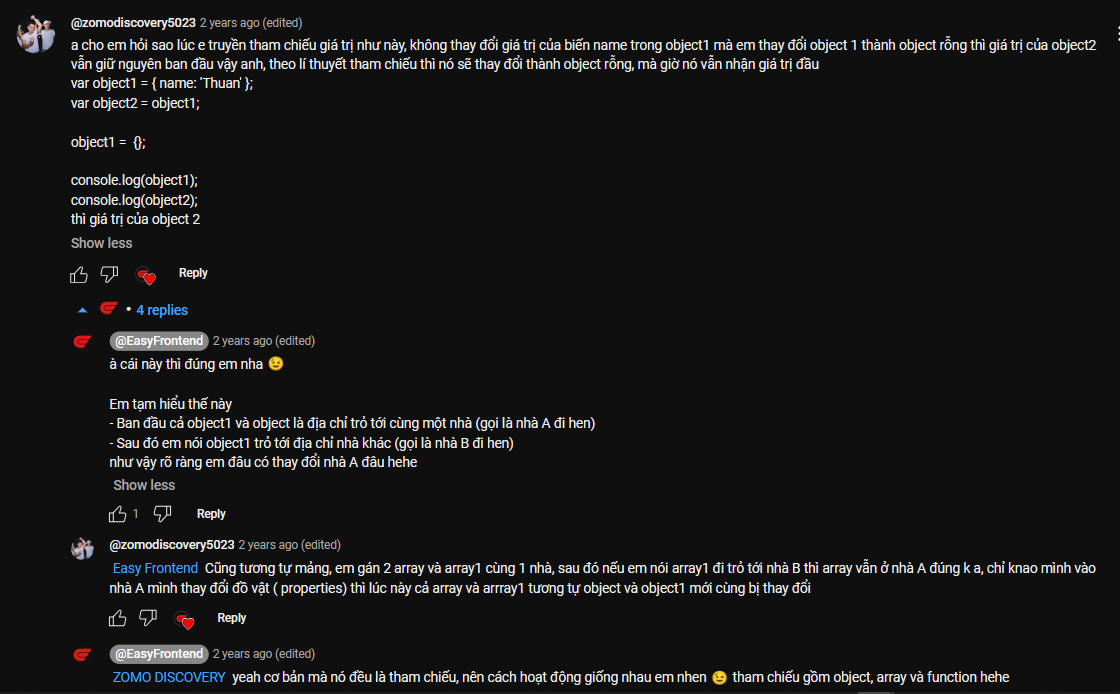 @zomodiscovery5023 2 years ago (edited)
a cho em hỏi sao lúc e truyền tham chiếu giá trị như này, không thay đổi giá trị của biến name trong object1 mà em thay đổi object 1 thành object rỗng thì giá trị của object2
vẫn giữ nguyên ban đầu vậy anh, theo lí thuyết tham chiếu thì nó sẽ thay đổi thành object rỗng, mà giờ nó vẫn nhận giá trị đầu
var object1 = { name: 'Thuan' };
var object2 = object1;
object1 =  {};
console.log(object1);
console.log(object2);
thì giá trị của object 2
Show less
Reply
• 4 replies
@EasyFrontend 2 years ago (edited)
à cái này thì đúng em nha 😉
Em tạm hiểu thế này
- Ban đầu cả object1 và object là địa chỉ trỏ tới cùng một nhà (gọi là nhà A đi hen)
- Sau đó em nói object1 trỏ tới địa chỉ nhà khác (gọi là nhà B đi hen)
như vậy rõ ràng em đâu có thay đổi nhà A đâu hehe
Show less
1 Reply
@zomodiscovery5023 2 years ago (edited)
Easy Frontend Cũng tương tự mảng, em gán 2 array và array1 cùng 1 nhà, sau đó nếu em nói array1 đi trỏ tới nhà B thì array vẫn ở nhà A đúng k a, chỉ knao mình vào
nhà A mình thay đổi đồ vật ( properties) thì lúc này cả array và arrray1 tương tự object và object1 mới cùng bị thay đổi
Reply
@EasyFrontend 2 years ago (edited)
ZOMO DISCOVERY yeah cơ bản mà nó đều là tham chiếu, nên cách hoạt động giống nhau em nhen 😉 tham chiếu gồm object, array và function hehe